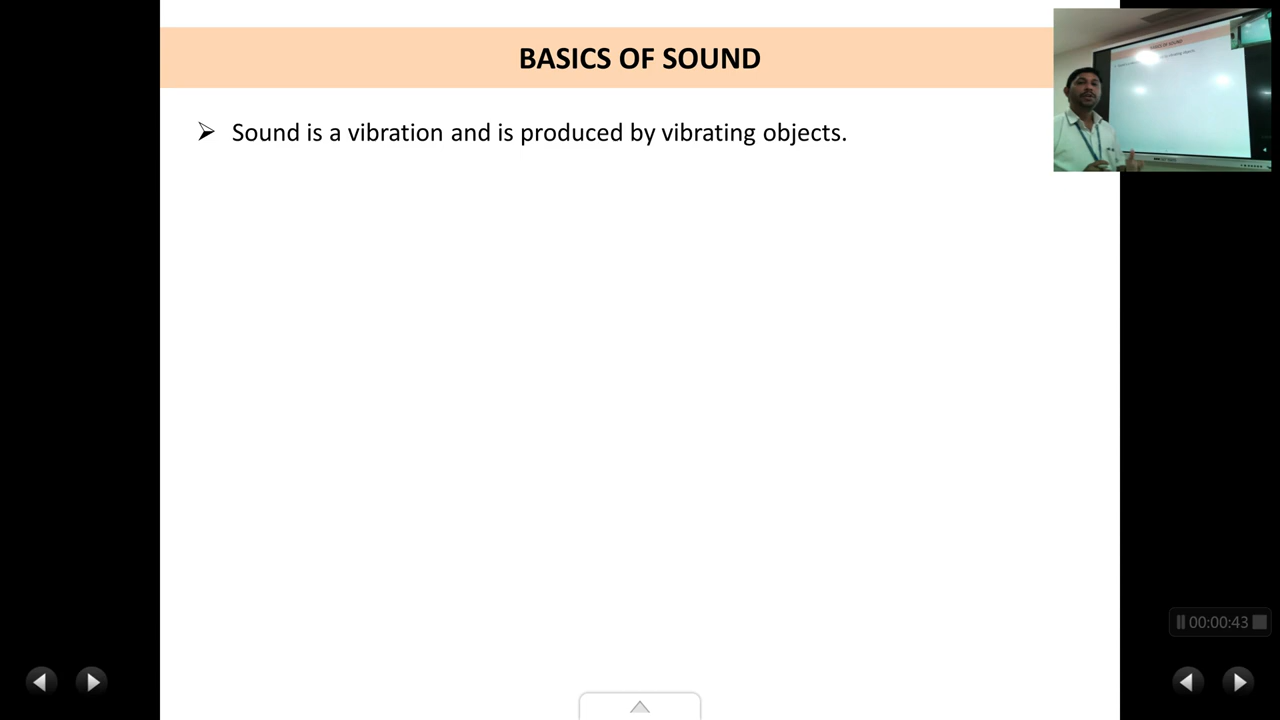 BASICS OF SOUND
➢ Sound is a vibration and is produced by vibrating objects.
00:00:43